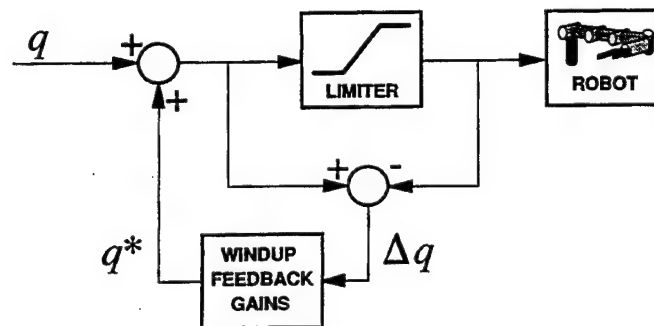 q
+
+
LIMITER
ROBOT
+
-
q*
WINDUP
FEEDBACK
GAINS
Δq